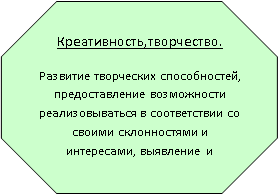 Креативность,творчество.
Развитие творческих способностей,
предоставление возможности
реализовываться в соответствии со
своими склонностями и
интересами, выявление и